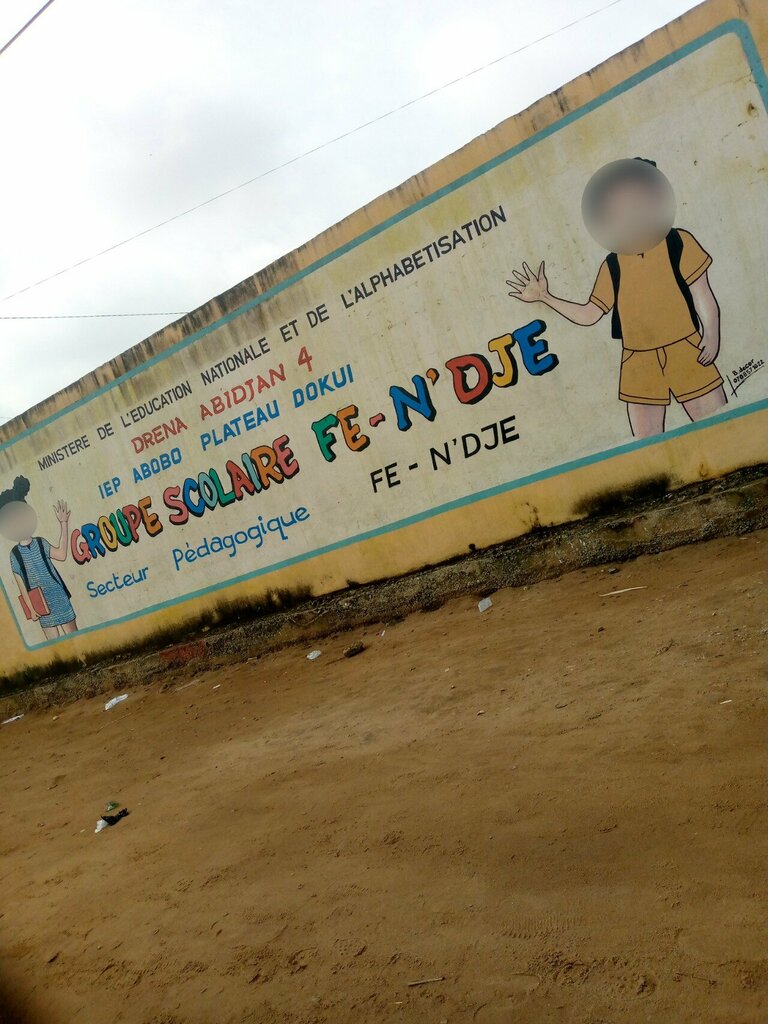 MINISTERE DE L'EDUCATION NATIONALE ET DE L'ALPHABETISATION
DRENA ABIDJAN 4
IEP ABOBO PLATEAU DOKUI
GROUPE SCOLAIRE FE-N'DJE
Secteur Pédagogique FE-N'DJE
B. decor